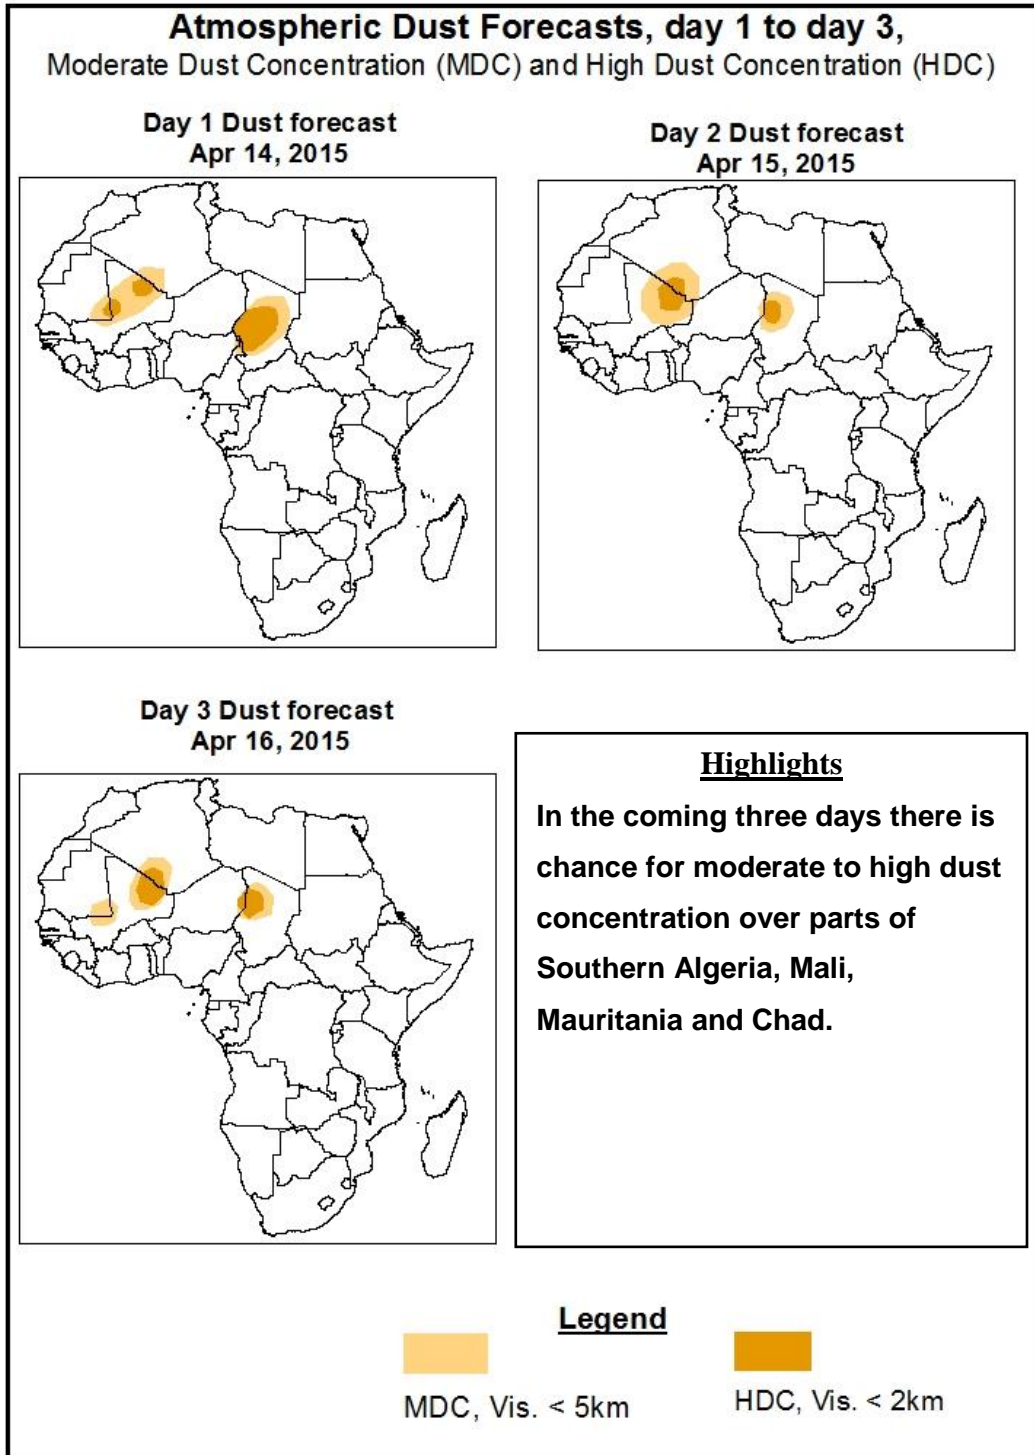 Atmospheric Dust Forecasts, day 1 to day 3,
Moderate Dust Concentration (MDC) and High Dust Concentration (HDC)
Day 1 Dust forecast
Apr 14, 2015
Day 2 Dust forecast
Apr 15, 2015
Day 3 Dust forecast
Apr 16, 2015
Highlights
In the coming three days there is
chance for moderate to high dust
concentration over parts of
Southern Algeria, Mali,
Mauritania and Chad.
Legend
MDC, Vis. < 5km
HDC, Vis. < 2km